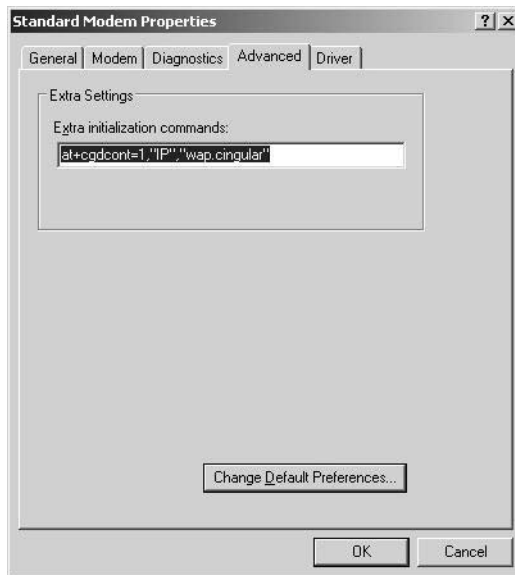 Standard Modem Properties ? X
General Modem Diagnostics Advanced Driver
Extra Settings
Extra initialization commands:
at+cgdcont=1,"IP","wap.cingular"
Change Default Preferences...
OK Cancel